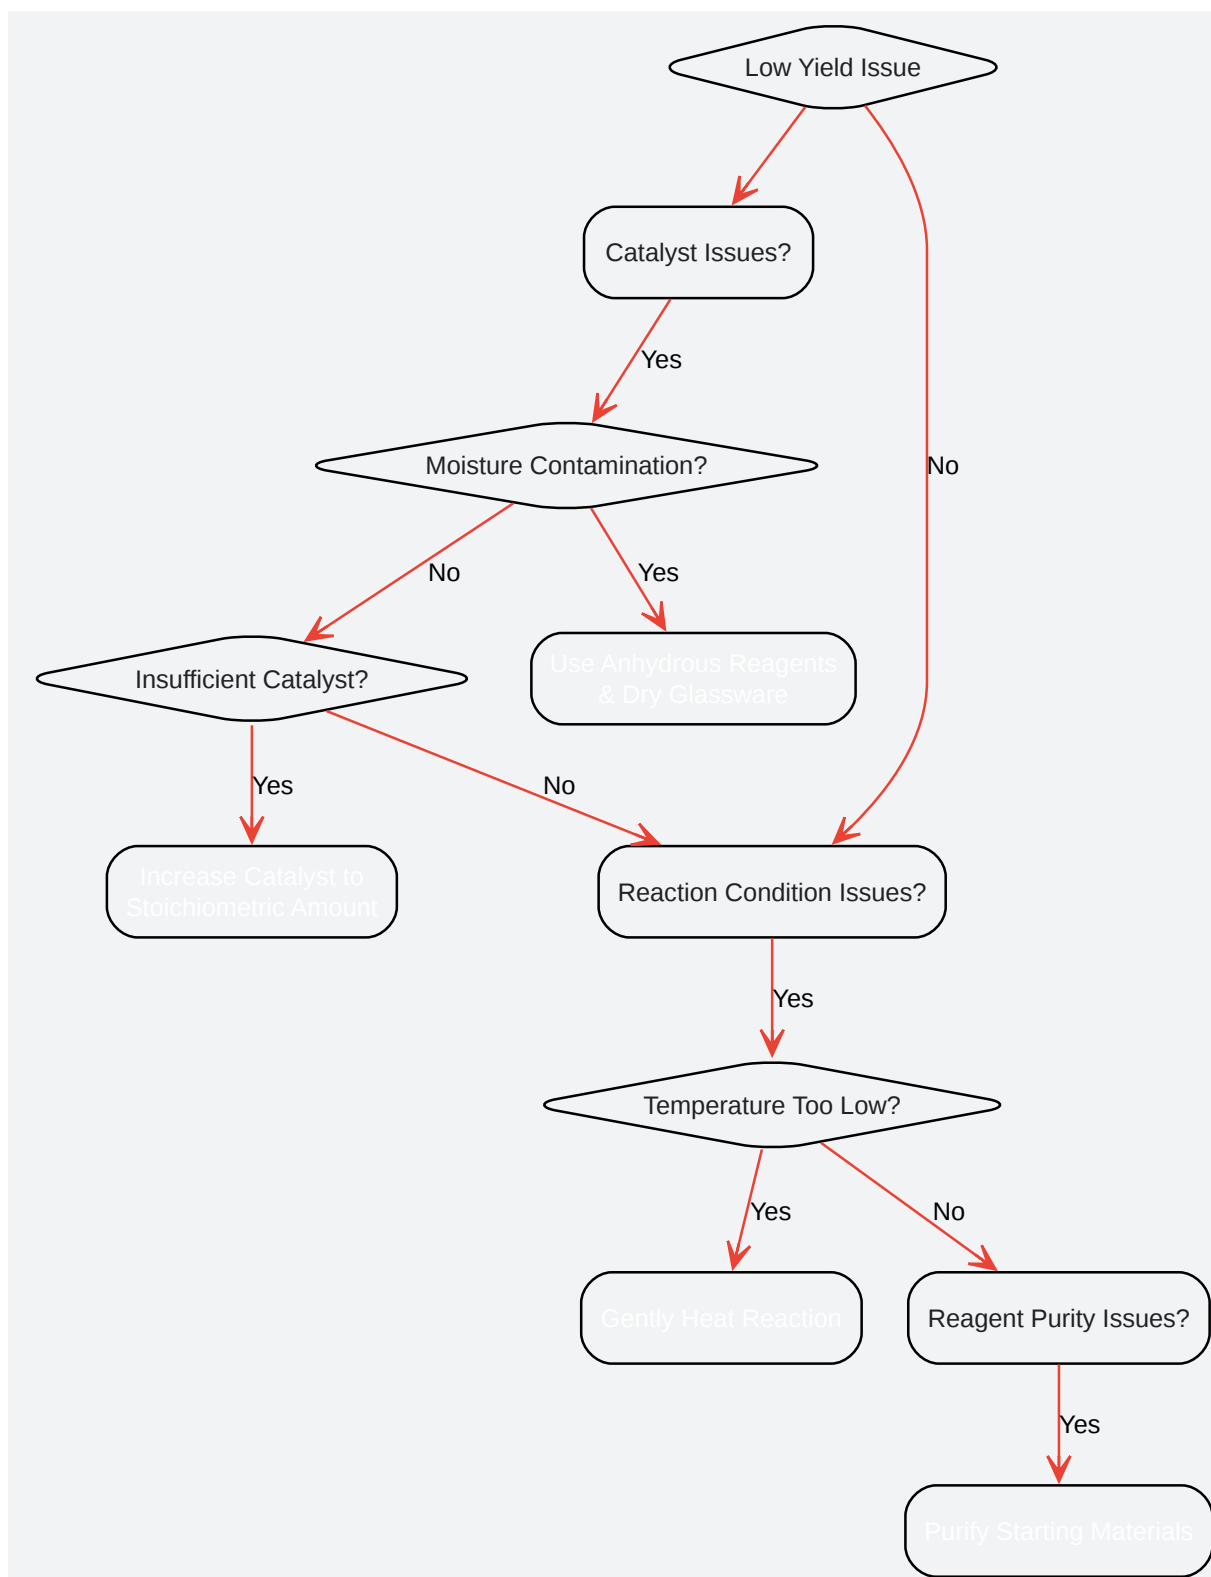 Low Yield Issue
Catalyst Issues?
Yes
Moisture Contamination?
No
No
Yes
Use Anhydrous Reagents
& Dry Glassware
Insufficient Catalyst?
Yes
No
Increase Catalyst to
Stoichiometric Amount
Reaction Condition Issues?
Yes
Temperature Too Low?
Yes
No
Gently Heat Reaction
Reagent Purity Issues?
Yes
Purify Starting Materials